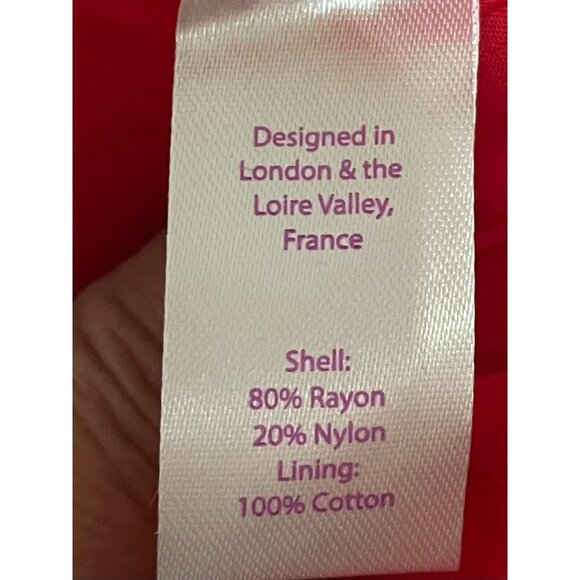 Designed in
London & the
Loire Valley,
France
Shell:
80% Rayon
20% Nylon
Lining:
100% Cotton